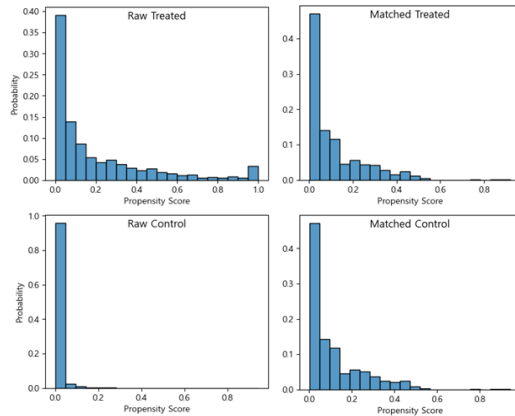 Raw Treated
Probability
0.40
0.35
0.30
0.25
0.20
0.15
0.10
0.05
0.00
0.0 0.2 0.4 0.6 0.8 1.0
Propensity Score
Matched Treated
0.4
0.3
0.2
0.1
0.0
0.0 0.2 0.4 0.6 0.8
Propensity Score
Raw Control
Probability
1.0
0.8
0.6
0.4
0.2
0.0
0.0 0.2 0.4 0.6 0.8
Propensity Score
Matched Control
0.4
0.3
0.2
0.1
0.0
0.0 0.2 0.4 0.6 0.8
Propensity Score